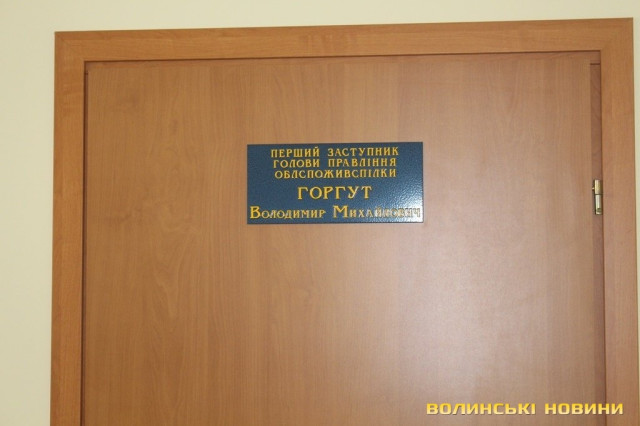 ПЕРШИЙ ЗАСТУПНИК
ГОЛОВИ ПРАВЛІННЯ
ОБЛСПОЖИВСПІЛКИ
ГОРГУТ
ВОЛОДИМИР МИХАЙЛОВИЧ
ВОЛИНСЬКІ НОВИНИ